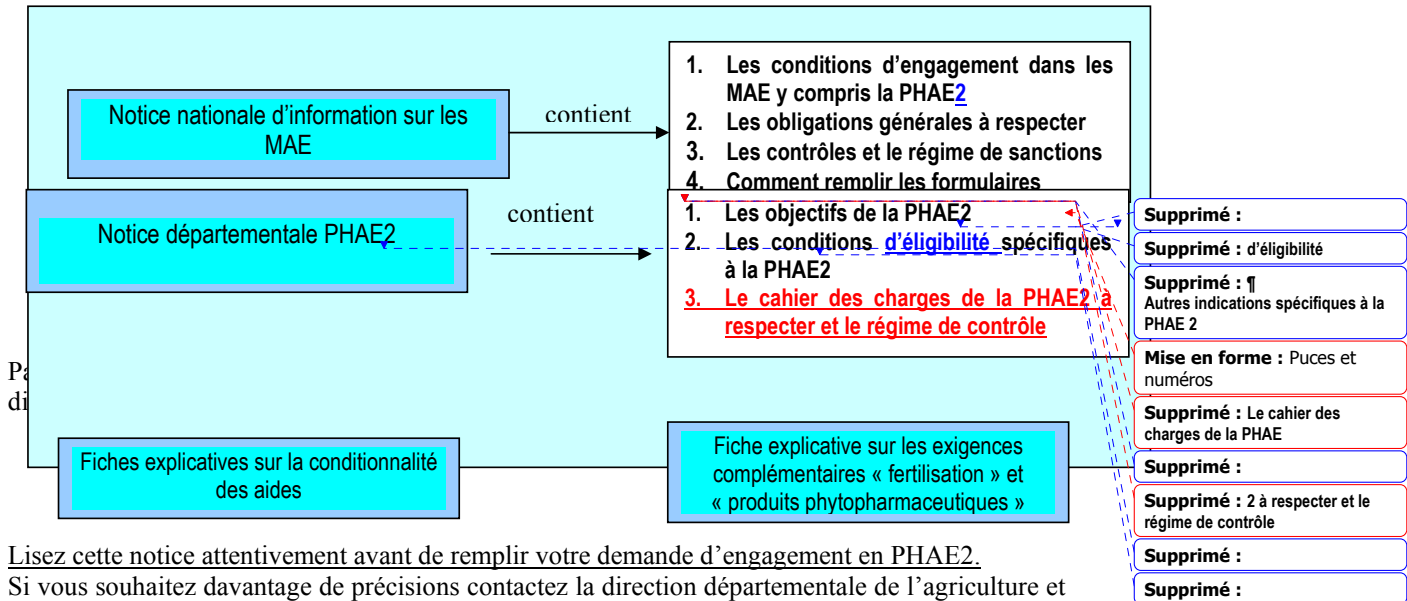 Notice nationale d’information sur les
MAE
contient
1. Les conditions d’engagement dans les
MAE y compris la PHAE2
2. Les obligations générales à respecter
3. Les contrôles et le régime de sanctions
4. Comment remplir les formulaires
Notice départementale PHAE2
contient
1. Les objectifs de la PHAE2
2. Les conditions d’éligibilité spécifiques
à la PHAE2
3. Le cahier des charges de la PHAE2 à
respecter et le régime de contrôle
Fiches explicatives sur la conditionnalité
des aides
Fiche explicative sur les exigences
complémentaires « fertilisation » et
« produits phytopharmaceutiques »
Lisez cette notice attentivement avant de remplir votre demande d’engagement en PHAE2.
Si vous souhaitez davantage de précisions contactez la direction départementale de l’agriculture et
Supprimé :
Supprimé : d’éligibilité
Supprimé : ¶
Autres indications spécifiques à la
PHAE 2
Mise en forme : Puces et
numéros
Supprimé : Le cahier des
charges de la PHAE
Supprimé :
Supprimé : 2 à respecter et le
régime de contrôle
Supprimé :
Supprimé :